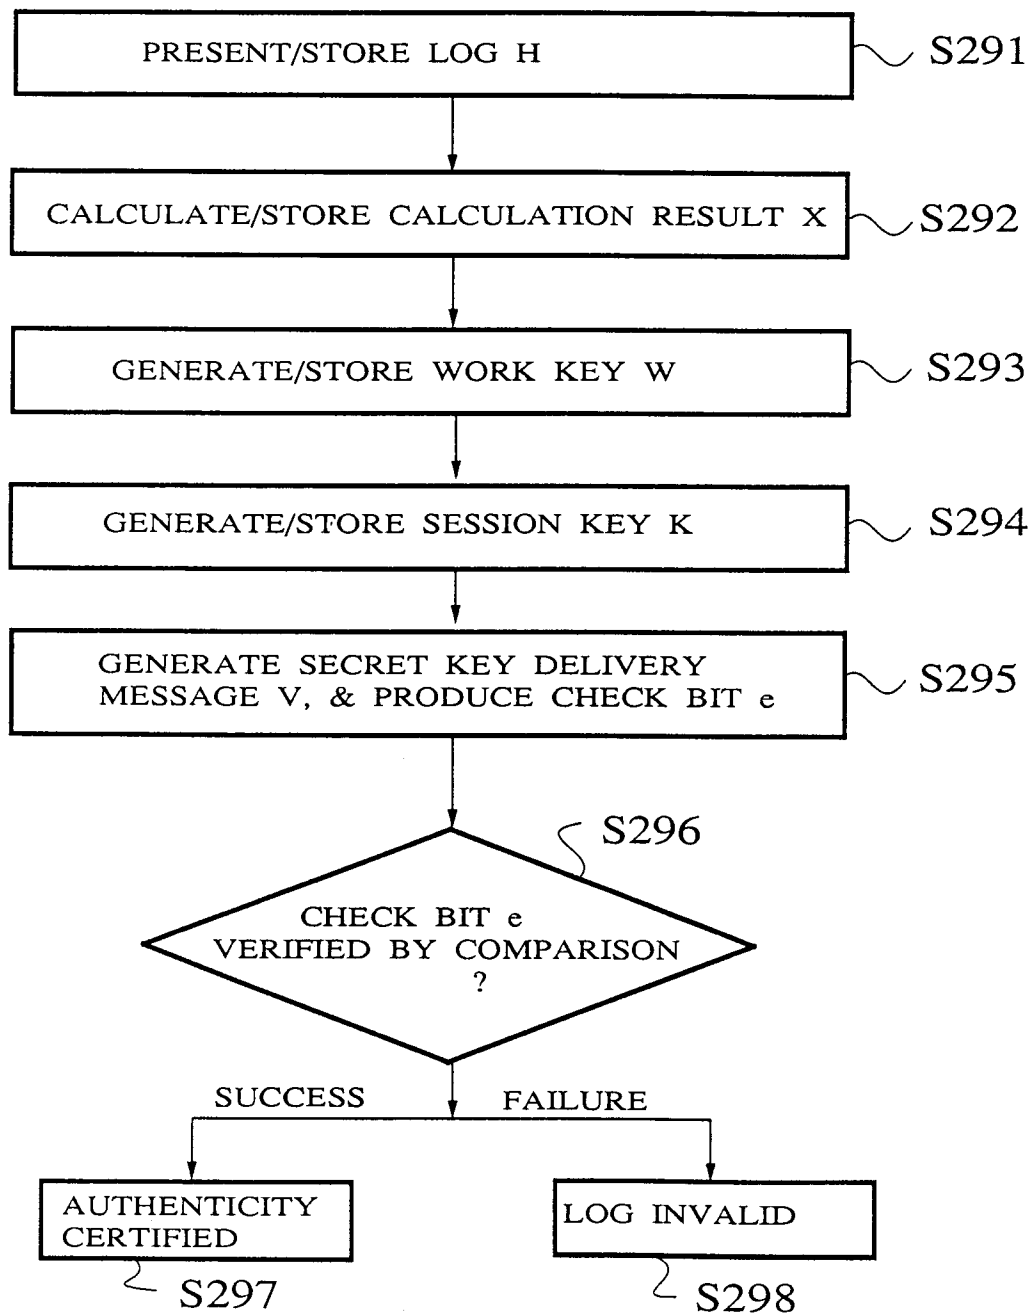 PRESENT/STORE LOG H
S291
CALCULATE/STORE CALCULATION RESULT X
S292
GENERATE/STORE WORK KEY W
S293
GENERATE/STORE SESSION KEY K
S294
GENERATE SECRET KEY DELIVERY
MESSAGE V, & PRODUCE CHECK BIT e
S295
S296
CHECK BIT e
VERIFIED BY COMPARISON
?
SUCCESS
FAILURE
AUTHENTICITY
CERTIFIED
LOG INVALID
S297
S298